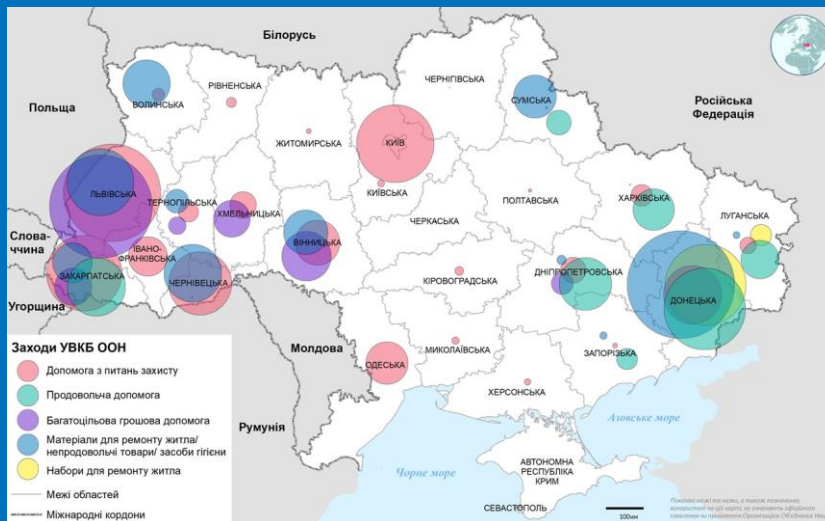 Білорусь
Польща
ВОЛИНСЬКА
РІВНЕНСЬКА
ЖИТОМИРСЬКА
КИЇВ
КИЇВСЬКА
ЧЕРНІГІВСЬКА
СУМСЬКА
Російська
Федерація
ЛЬВІВСЬКА
ТЕРНОПІЛЬСЬКА
ХМЕЛЬНИЦЬКА
ПОЛТАВСЬКА
ХАРКІВСЬКА
ЛУГАНСЬКА
ЧЕРКАСЬКА
Слова-
ччина
ІВАНО-
ФРАНКІВСЬКА
ВІННИЦЬКА
ЗАКАРПАТСЬКА
ЧЕРНІВЕЦЬКА
КІРОВОГРАДСЬКА
ДНІПРОПЕТРОВСЬКА
ДОНЕЦЬКА
Угорщина
Молдова
ОДЕСЬКА
МИКОЛАЇВСЬКА
ЗАПОРІЗЬКА
ХЕРСОНСЬКА
Румунія
Азовське море
Чорне море
АВТОНОМНА
РЕСПУБЛІКА
КРИМ
СЕВАСТОПОЛЬ
100км
Заходи УВКБ ООН
Допомога з питань захисту
Продовольча допомога
Багатоцільова грошова допомога
Матеріали для ремонту житла/
непродовольчі товари/ засоби гігієни
Набори для ремонту житла
Межі областей
Міжнародні кордони